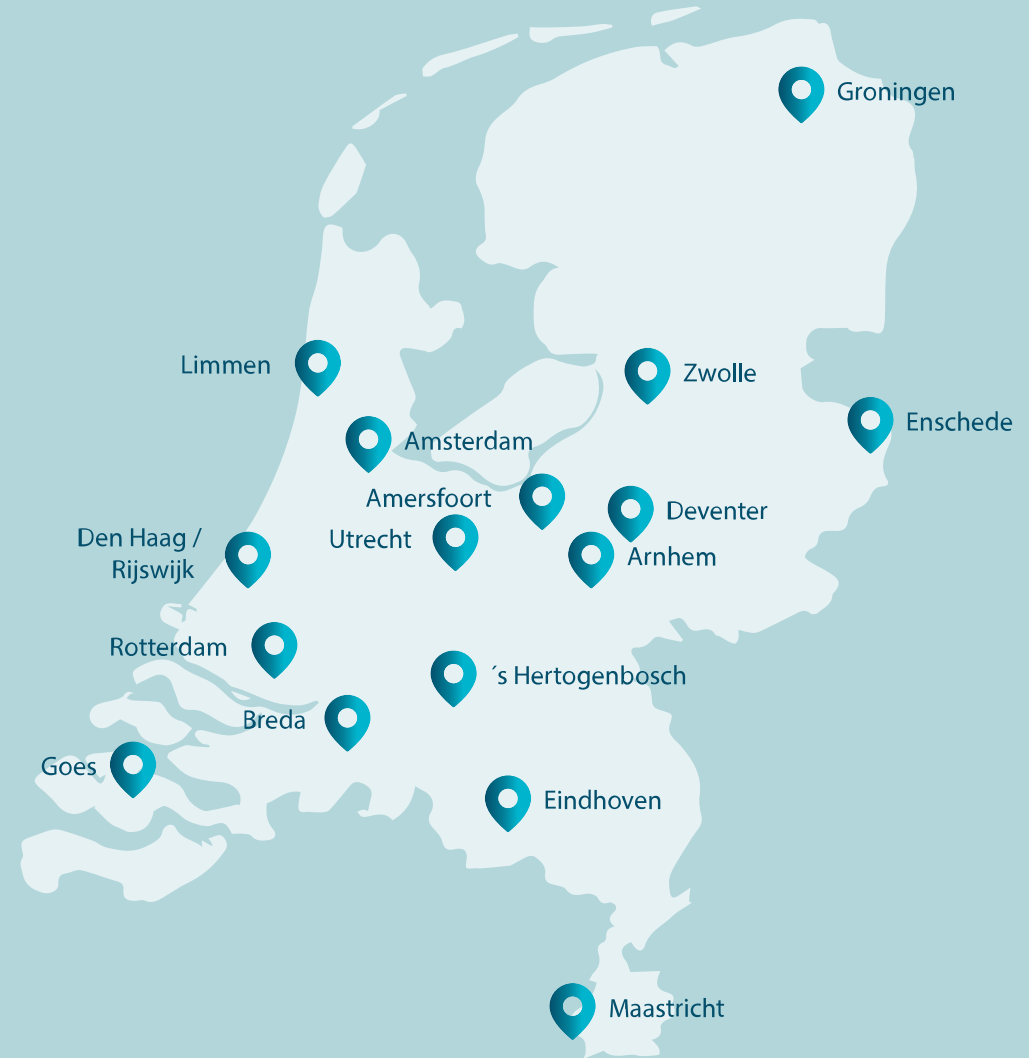 Groningen
Limmen
Zwolle
Enschede
Amsterdam
Amersfoort
Deventer
Utrecht
Den Haag /
Rijswijk
Arnhem
Rotterdam
´s Hertogenbosch
Breda
Goes
Eindhoven
Maastricht